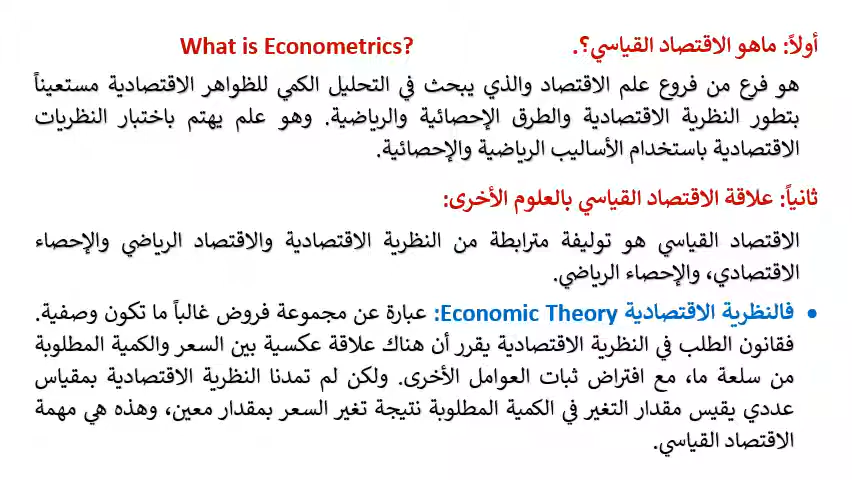 أولاً: ماهو الاقتصاد القياسي؟. What is Econometrics?
هو فرع من فروع علم الاقتصاد والذي يبحث في التحليل الكمي للظواهر الاقتصادية مستعيناً
بتطور النظرية الاقتصادية والطرق الإحصائية والرياضية. وهو علم يهتم باختبار النظريات
الاقتصادية باستخدام الأساليب الرياضية والإحصائية.
ثانياً: علاقة الاقتصاد القياسي بالعلوم الأخرى:
الاقتصاد القياسي هو توليفة مترابطة من النظرية الاقتصادية والاقتصاد الرياضي والإحصاء
الاقتصادي، والإحصاء الرياضي.
• فالنظرية الاقتصادية Economic Theory: عبارة عن مجموعة فروض غالباً ما تكون وصفية.
فقانون الطلب في النظرية الاقتصادية يقرر أن هناك علاقة عكسية بين السعر والكمية المطلوبة
من سلعة ما، مع افتراض ثبات العوامل الأخرى. ولكن لم تمدنا النظرية الاقتصادية بمقياس
عددي يقيس مقدار التغير في الكمية المطلوبة نتيجة تغير السعر بمقدار معين، وهذه هي مهمة
الاقتصاد القياسي.